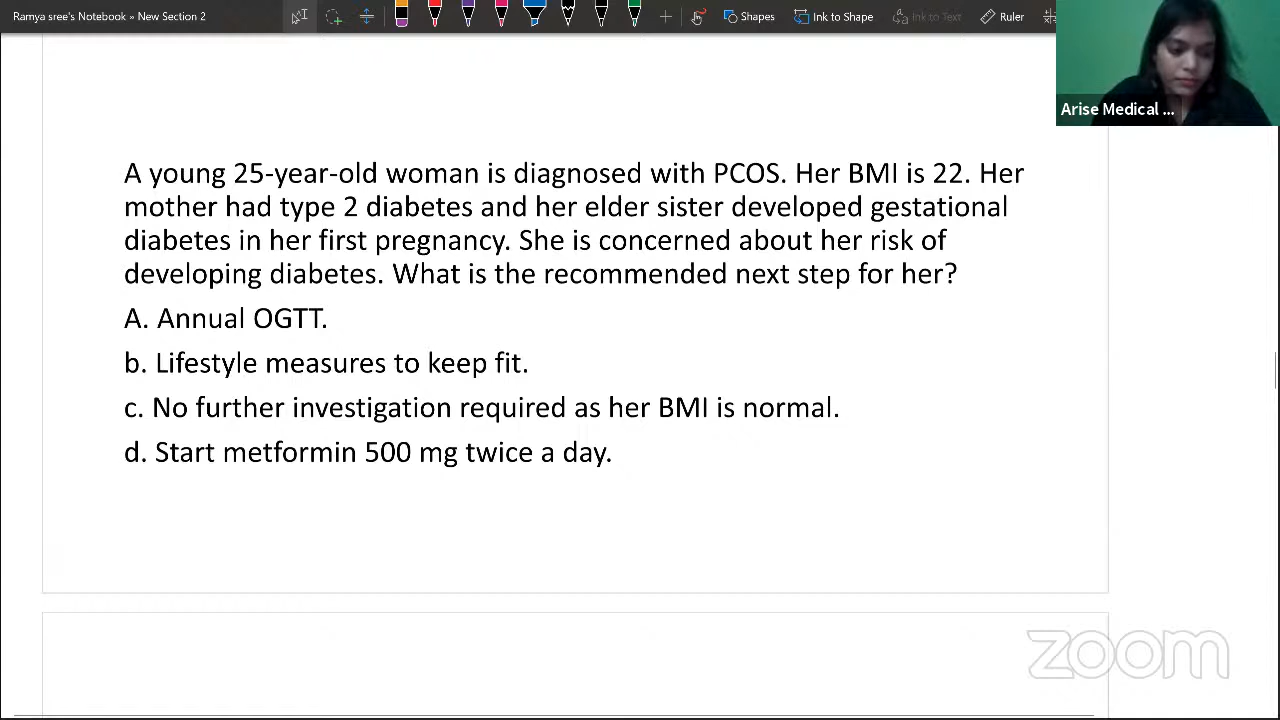 Ramya sree's Notebook » New Section 2
Shapes
Ink to Shape
Ink to Text
Ruler
Arise Medical ...
A young 25-year-old woman is diagnosed with PCOS. Her BMI is 22. Her
mother had type 2 diabetes and her elder sister developed gestational
diabetes in her first pregnancy. She is concerned about her risk of
developing diabetes. What is the recommended next step for her?
A. Annual OGTT.
b. Lifestyle measures to keep fit.
c. No further investigation required as her BMI is normal.
d. Start metformin 500 mg twice a day.
zoom